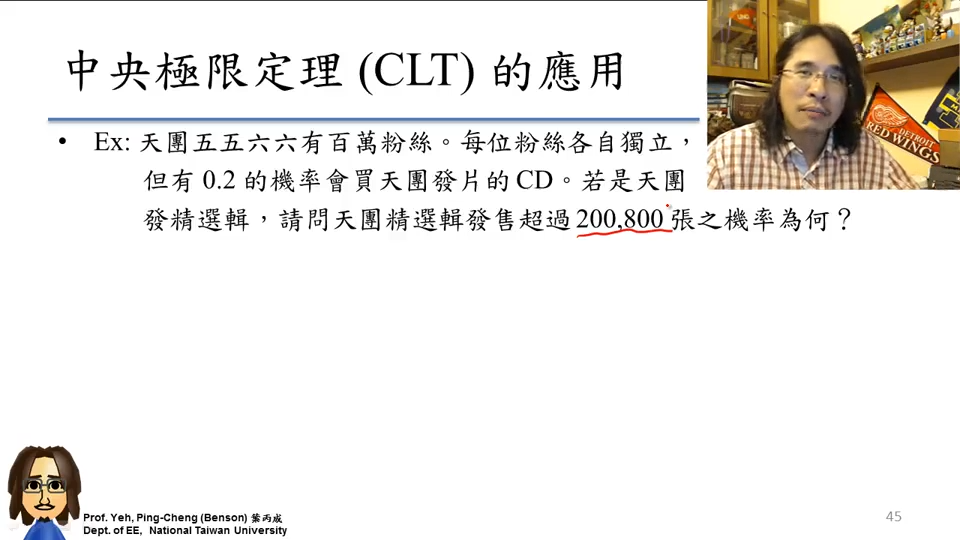 中央極限定理 (CLT) 的應用
• Ex: 天團五五六六有百萬粉絲。每位粉絲各自獨立，
但有 0.2 的機率會買天團發片的 CD。若是天團
發精選輯，請問天團精選輯發售超過 200,800 張之機率為何？
DETROIT
RED WINGS
Prof. Yeh, Ping-Cheng (Benson) 葉丙成
Dept. of EE, National Taiwan University
45